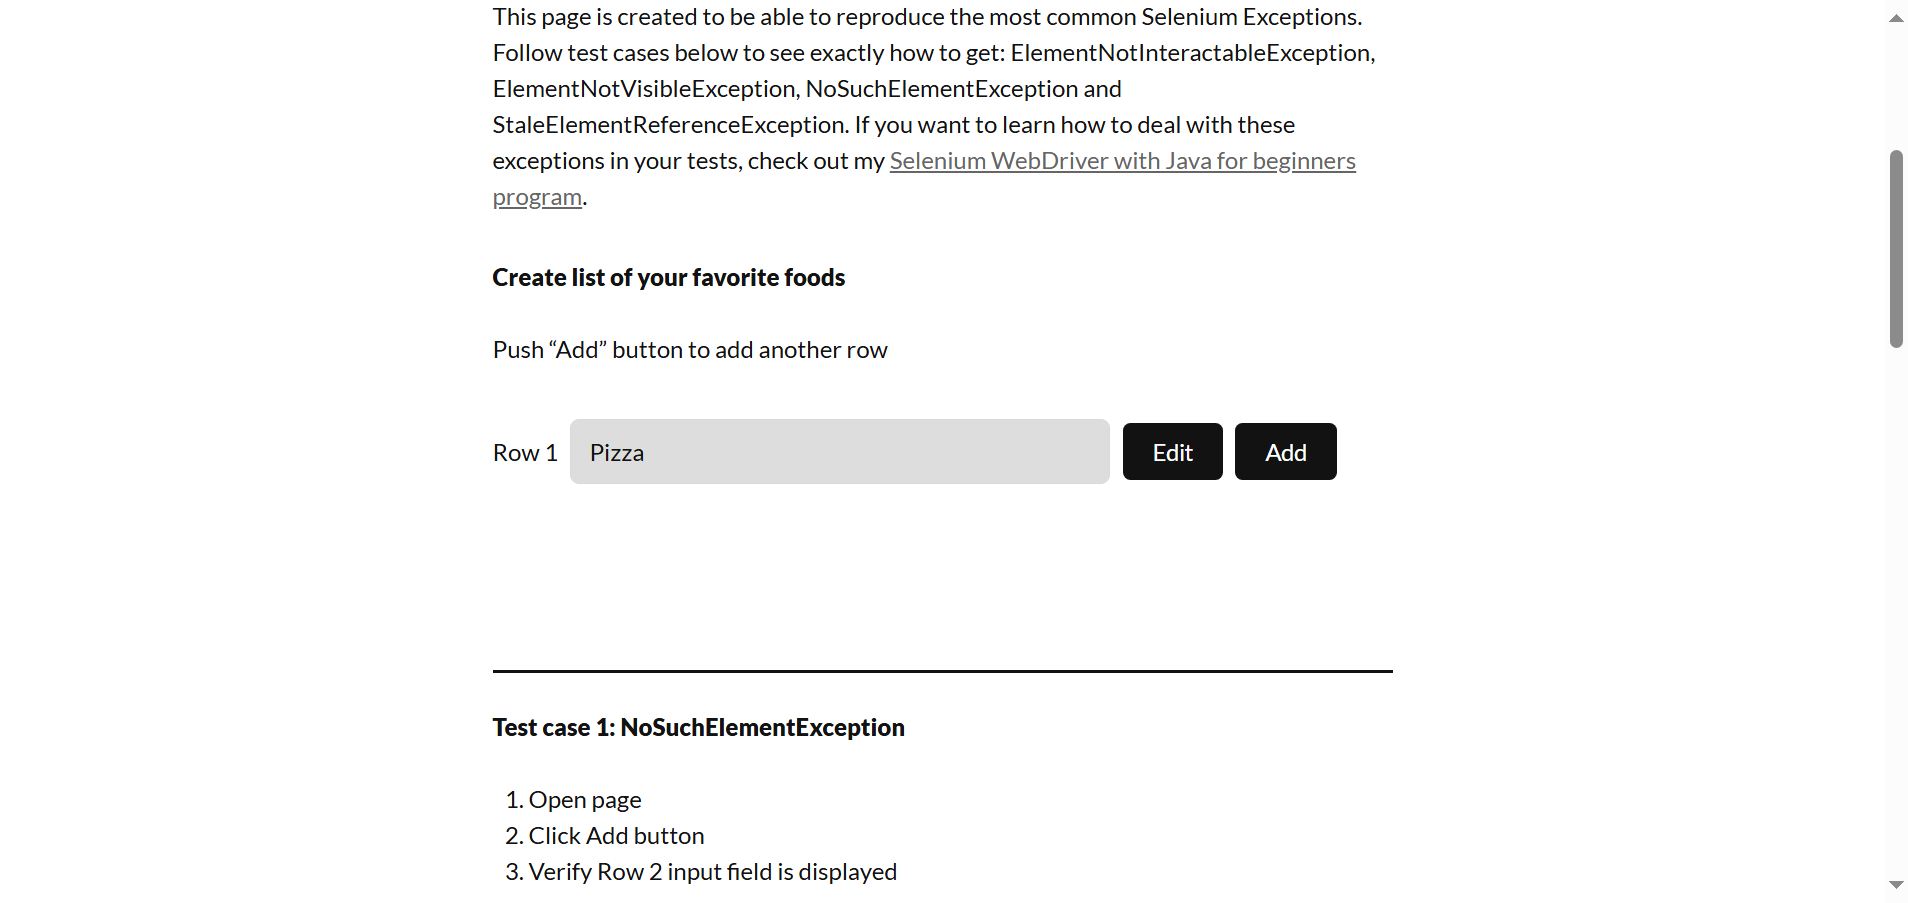 This page is created to be able to reproduce the most common Selenium Exceptions.
Follow test cases below to see exactly how to get: ElementNotInteractableException,
ElementNotVisibleException, NoSuchElementException and
StaleElementReferenceException. If you want to learn how to deal with these
exceptions in your tests, check out my Selenium WebDriver with Java for beginners
program.
Create list of your favorite foods
Push “Add” button to add another row
Row 1 Pizza Edit Add
Test case 1: NoSuchElementException
1. Open page
2. Click Add button
3. Verify Row 2 input field is displayed